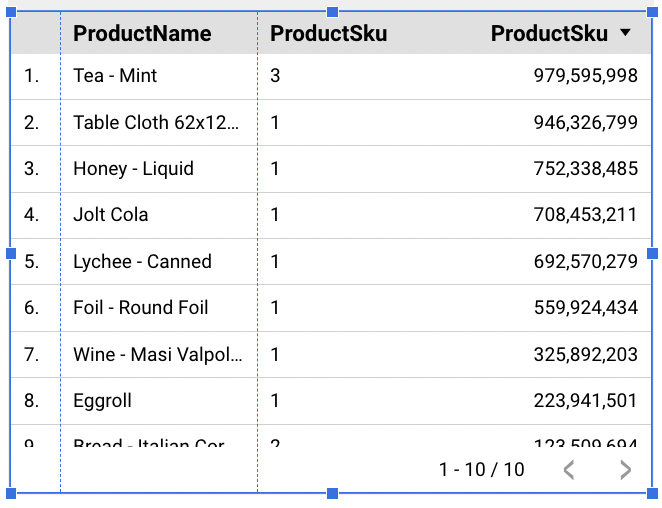 ProductName ProductSku ProductSku
1. Tea - Mint 3 979,595,998
2. Table Cloth 62x12... 1 946,326,799
3. Honey - Liquid 1 752,338,485
4. Jolt Cola 1 708,453,211
5. Lychee - Canned 1 692,570,279
6. Foil - Round Foil 1 559,924,434
7. Wine - Masi Valpol... 1 325,892,203
8. Eggroll 1 223,941,501
9. Bread - Italian Cor... 2 123,509,694
1 - 10 / 10